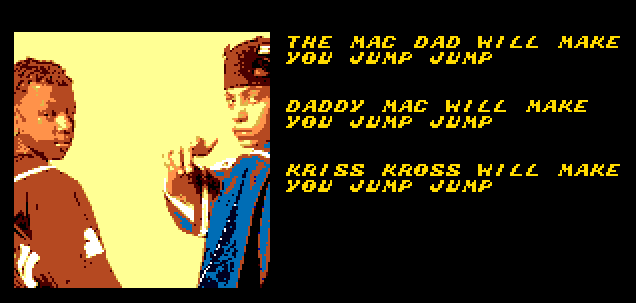 THE MAC DAD WILL MAKE
YOU JUMP JUMP
DADDY MAC WILL MAKE
YOU JUMP JUMP
KRISS KROSS WILL MAKE
YOU JUMP JUMP